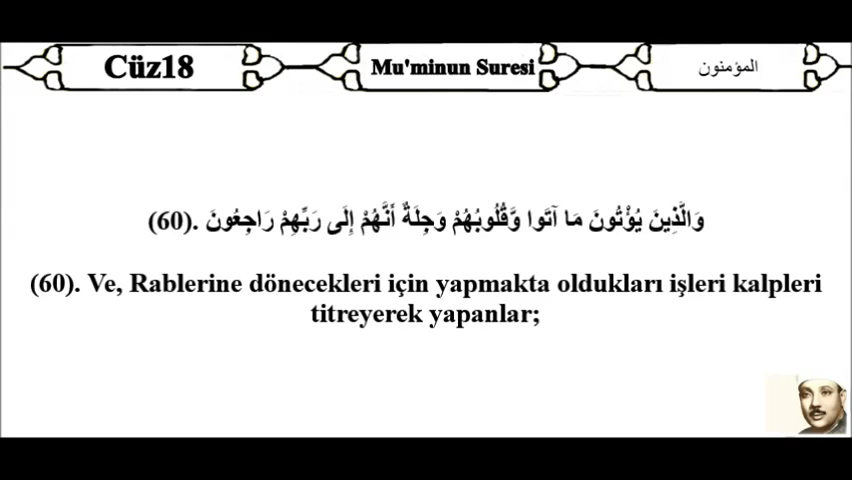 Cüz18
Mu'minun Suresi
المؤمنون
وَالَّذِينَ يُؤْتُونَ مَا آتَوا وَّقُلُوبُهُمْ وَجِلَةٌ أَنَّهُمْ إِلَى رَبِّهِمْ رَاجِعُونَ .(60)
(60). Ve, Rablerine dönecekleri için yapmakta oldukları işleri kalpleri
titreyerek yapanlar;